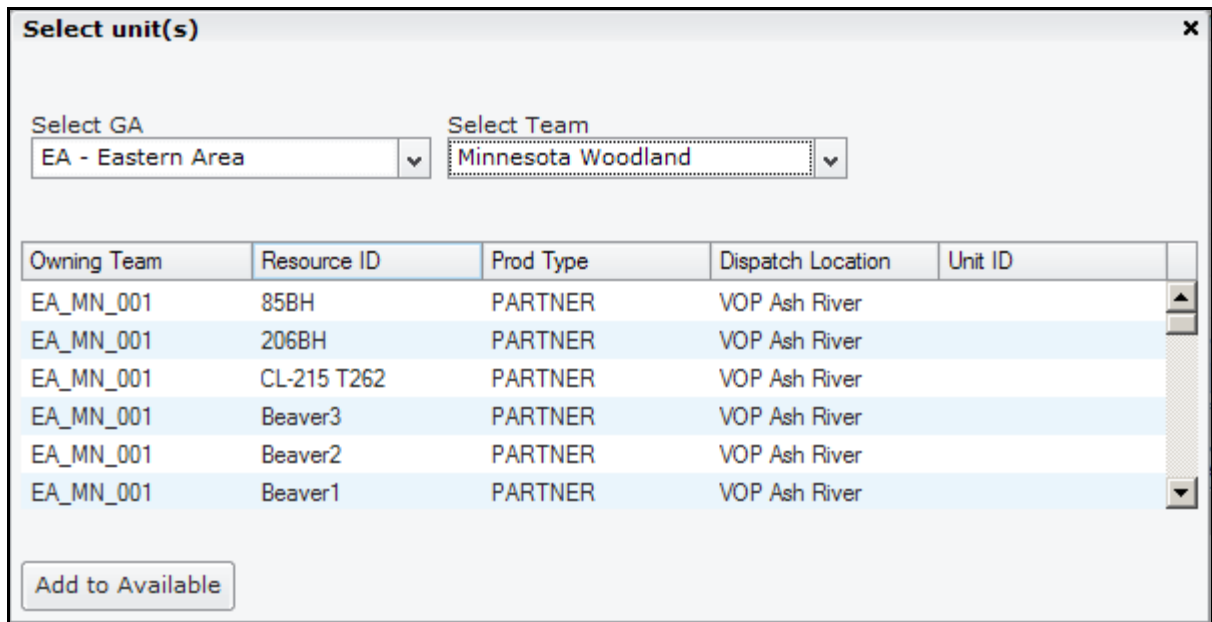 Select unit(s)
Select GA Select Team
EA - Eastern Area Minnesota Woodland
Owning Team Resource ID Prod Type Dispatch Location Unit ID
EA_MN_001 85BH PARTNER VOP Ash River
EA_MN_001 206BH PARTNER VOP Ash River
EA_MN_001 CL-215 T262 PARTNER VOP Ash River
EA_MN_001 Beaver3 PARTNER VOP Ash River
EA_MN_001 Beaver2 PARTNER VOP Ash River
EA_MN_001 Beaver1 PARTNER VOP Ash River
Add to Available